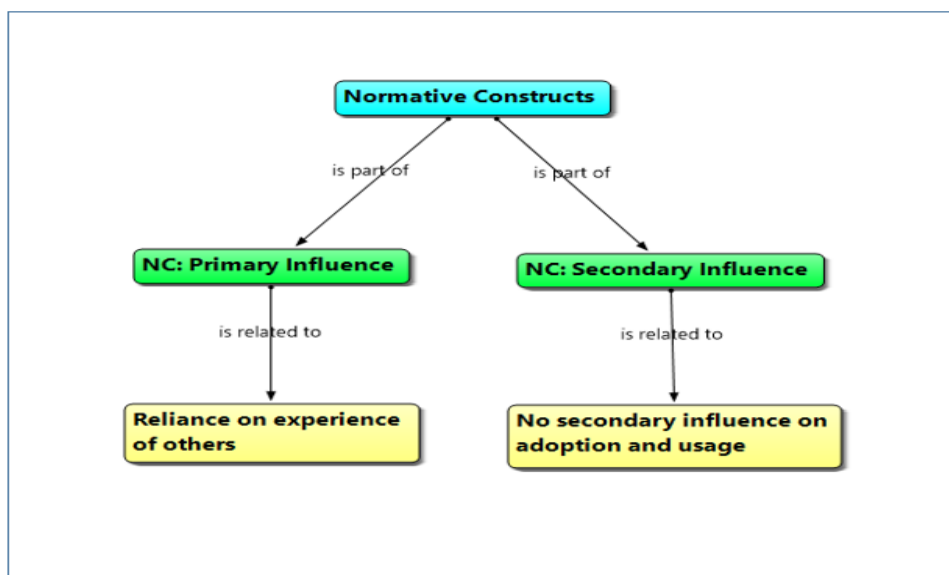 Normative Constructs
is part of
is part of
NC: Primary Influence
NC: Secondary Influence
is related to
is related to
Reliance on experience
of others
No secondary influence on
adoption and usage